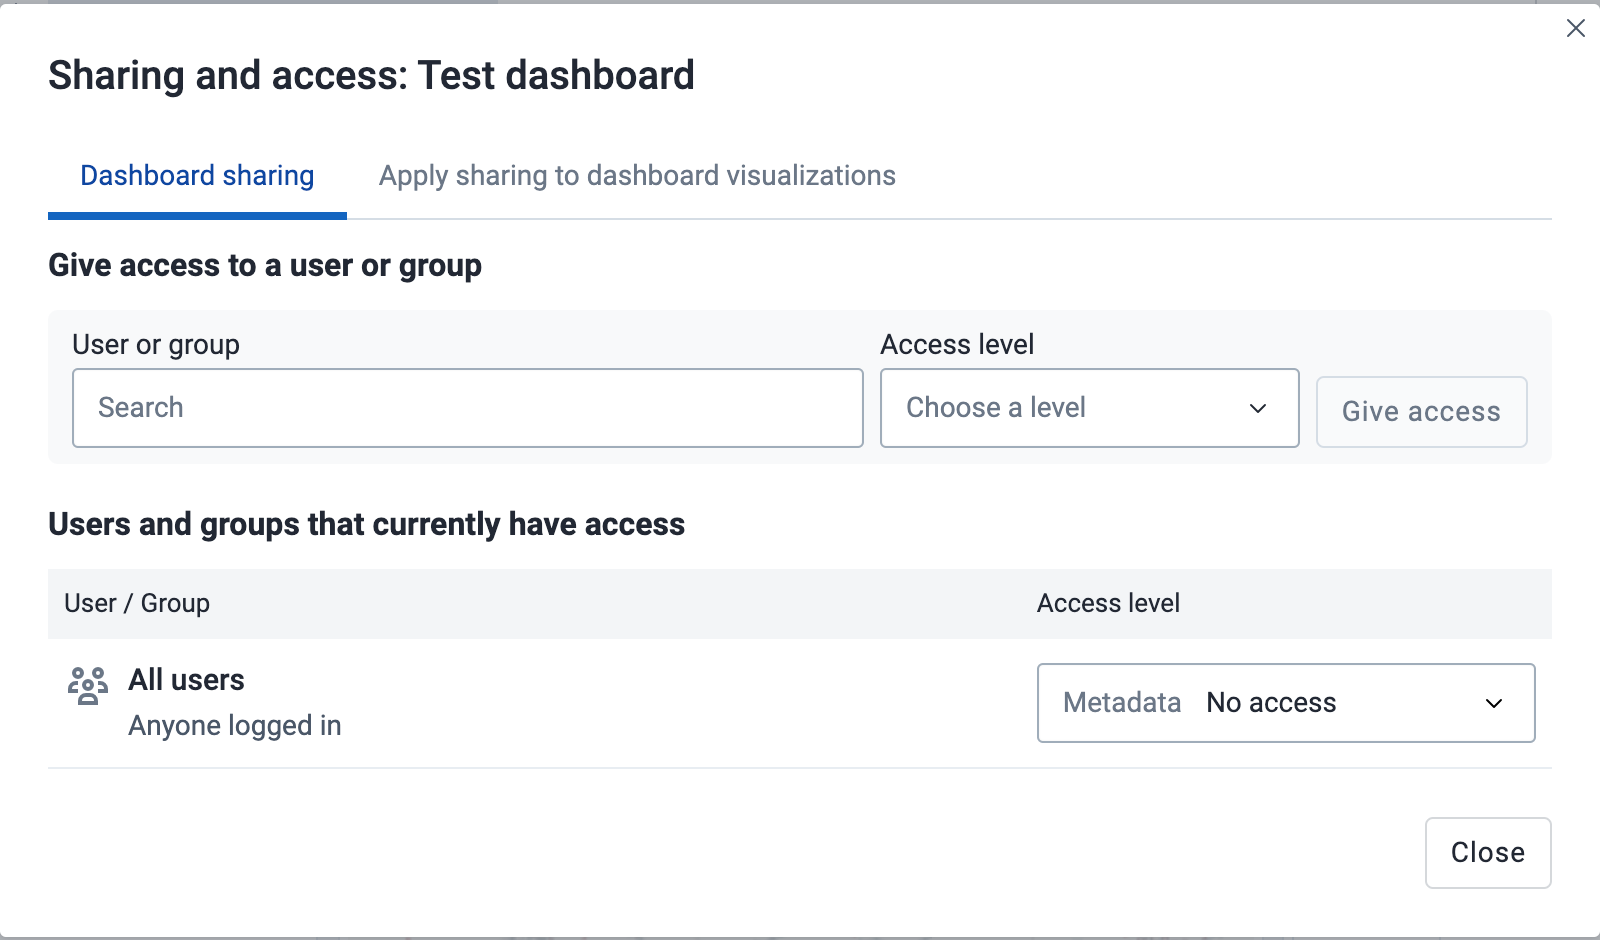 Sharing and access: Test dashboard
Dashboard sharing Apply sharing to dashboard visualizations
Give access to a user or group
User or group Access level
Search Choose a level Give access
Users and groups that currently have access
User / Group Access level
All users
Metadata No access
Anyone logged in
Close